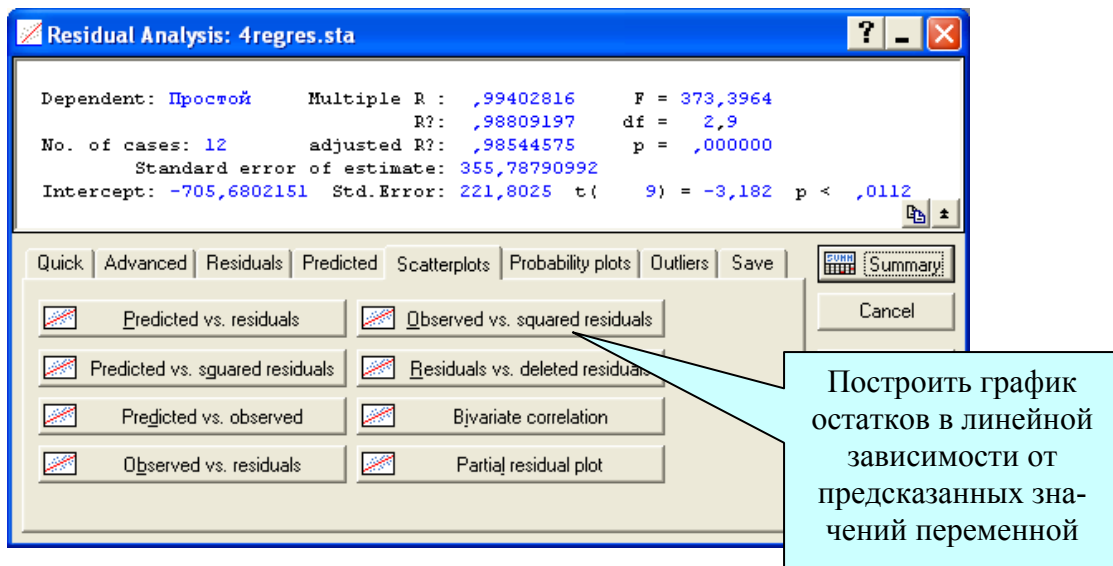 Residual Analysis: 4regres.sta
Dependent: Простой Multiple R : ,99402816 F = 373,3964
R?: ,98809197 df = 2,9
No. of cases: 12 adjusted R?: ,98544575 p = ,000000
Standard error of estimate: 355,78790992
Intercept: -705,6802151 Std.Error: 221,8025 t( 9) = -3,182 p < ,0112
Quick Advanced Residuals Predicted Scatterplots Probability plots Outliers Save
Summary
Cancel
Predicted vs. residuals
Observed vs. squared residuals
Predicted vs. sguared residuals
Residuals vs. deleted residuals
Predicted vs. observed
Bivariate correlation
Observed vs. residuals
Partial residual plot
Построить график
остатков в линейной
зависимости от
предсказанных зна-
чений переменной